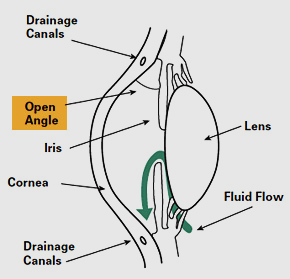 Drainage
Canals
Open
Angle
Iris
Lens
Cornea
Fluid Flow
Drainage
Canals